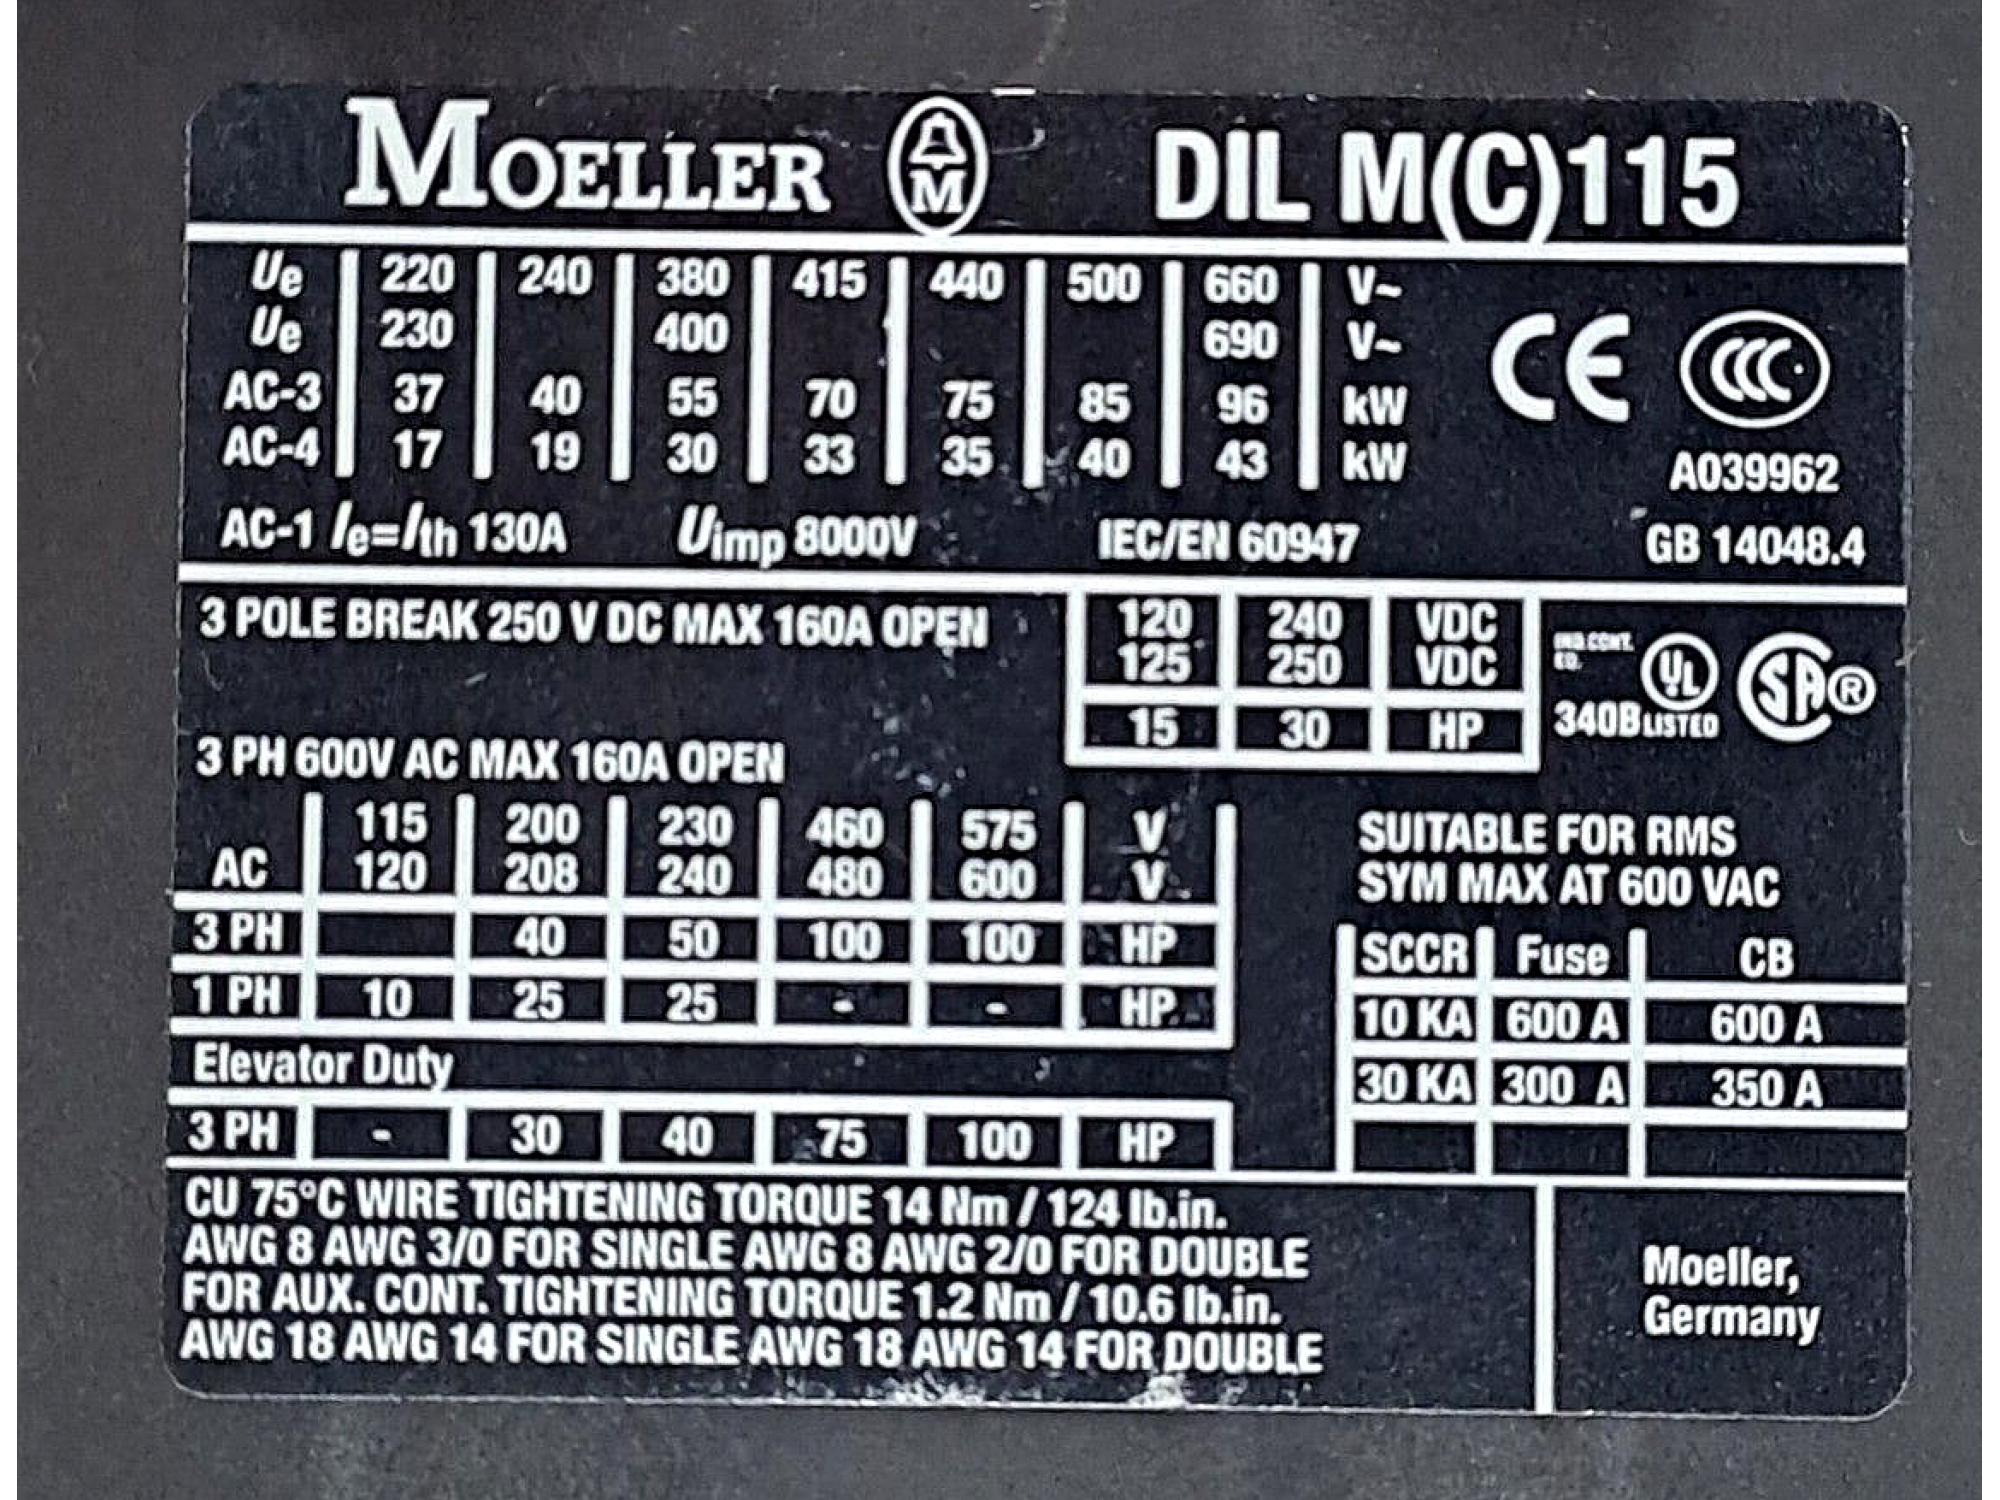 MOELLER M DIL M(C)115
Ue 220 240 380 415 440 500 660 V~
Ue 230 400 690 V~
AC-3 37 40 55 70 75 85 96 kW
AC-4 17 19 30 33 35 40 43 kW
CE CCC
A039962
AC-1 Ie=Ith 130A Uimp 8000V IEC/EN 60947 GB 14048.4
3 POLE BREAK 250 V DC MAX 160A OPEN
120 240 VDC
125 250 VDC
15 30 HP
IND.CONT.
EQ.
UL SA®
340B LISTED
3 PH 600V AC MAX 160A OPEN
115 200 230 460 575 V
AC 120 208 240 480 600 V
3 PH 40 50 100 100 HP
1 PH 10 25 25 - - HP
Elevator Duty
3 PH - 30 40 75 100 HP
SUITABLE FOR RMS
SYM MAX AT 600 VAC
SCCR Fuse CB
10 KA 600 A 600 A
30 KA 300 A 350 A
CU 75°C WIRE TIGHTENING TORQUE 14 Nm / 124 lb.in.
AWG 8 AWG 3/0 FOR SINGLE AWG 8 AWG 2/0 FOR DOUBLE
FOR AUX. CONT. TIGHTENING TORQUE 1.2 Nm / 10.6 lb.in.
AWG 18 AWG 14 FOR SINGLE AWG 18 AWG 14 FOR DOUBLE
Moeller,
Germany